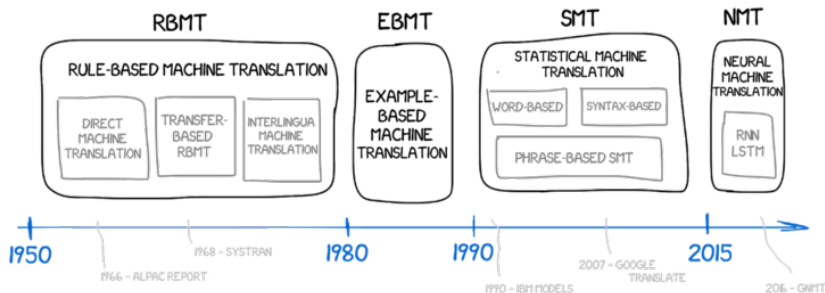 RBMT
EBMT
SMT
NMT
RULE-BASED MACHINE TRANSLATION
DIRECT
MACHINE
TRANSLATION
TRANSFER-
BASED
RBMT
INTERLINGUA
MACHINE
TRANSLATION
EXAMPLE-
BASED
MACHINE
TRANSLATION
STATISTICAL MACHINE
TRANSLATION
WORD-BASED
SYNTAX-BASED
PHRASE-BASED SMT
NEURAL
MACHINE
TRANSLATION
RNN
LSTM
1950
1980
1990
2015
1966 - ALPAC REPORT
1968 - SYSTRAN
1990 - IBM MODELS
2007 - GOOGLE
TRANSLATE
2016 - GNMT